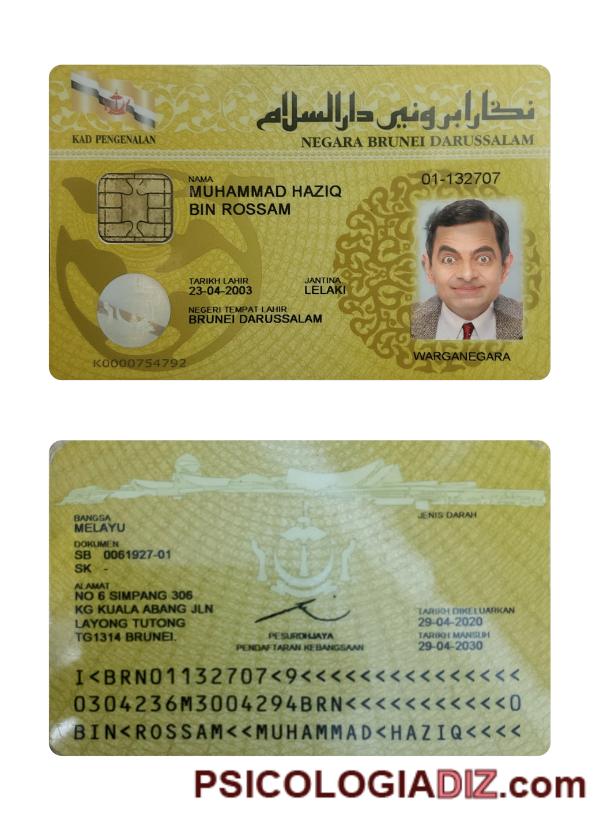 KAD PENGENALAN
نڬارا بروني دارالسلام
NEGARA BRUNEI DARUSSALAM
NAMA
MUHAMMAD HAZIQ
BIN ROSSAM
01-132707
TARIKH LAHIR JANTINA
23-04-2003 LELAKI
NEGERI TEMPAT LAHIR
BRUNEI DARUSSALAM
K0000754792
WARGANEGARA
BANGSA JENIS DARAH
MELAYU
DOKUMEN
SB 0061927-01
SK -
ALAMAT
NO 6 SIMPANG 306
KG KUALA ABANG JLN
LAYONG TUTONG
TG1314 BRUNEI.
PESURUHJAYA
PENDAFTARAN KEBANGSAAN
TARIKH DIKELUARKAN
29-04-2020
TARIKH MANSUH
29-04-2030
I<BRN01132707<9<<<<<<<<<<<<<<<
0304236M3004294BRN<<<<<<<<<<<0
BIN<ROSSAM<<MUHAMMAD<HAZIQ<<<<
PSICOLOGIADIZ.com